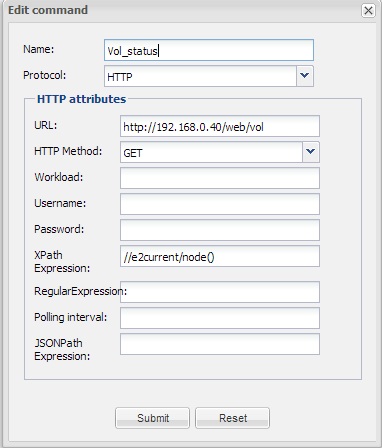 Edit command
Name: Vol_status
Protocol: HTTP
HTTP attributes
URL: http://192.168.0.40/web/vol
HTTP Method: GET
Workload:
Username:
Password:
XPath
Expression: //e2current/node()
RegularExpression:
Polling interval:
JSONPath
Expression:
Submit Reset